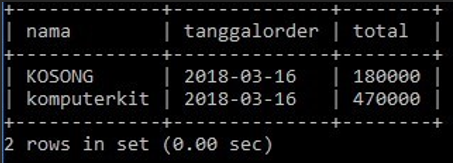 +-------------+--------------+--------+
| nama        | tanggalorder | total  |
+-------------+--------------+--------+
| KOSONG      | 2018-03-16   | 180000 |
| komputerkit | 2018-03-16   | 470000 |
+-------------+--------------+--------+
2 rows in set (0.00 sec)